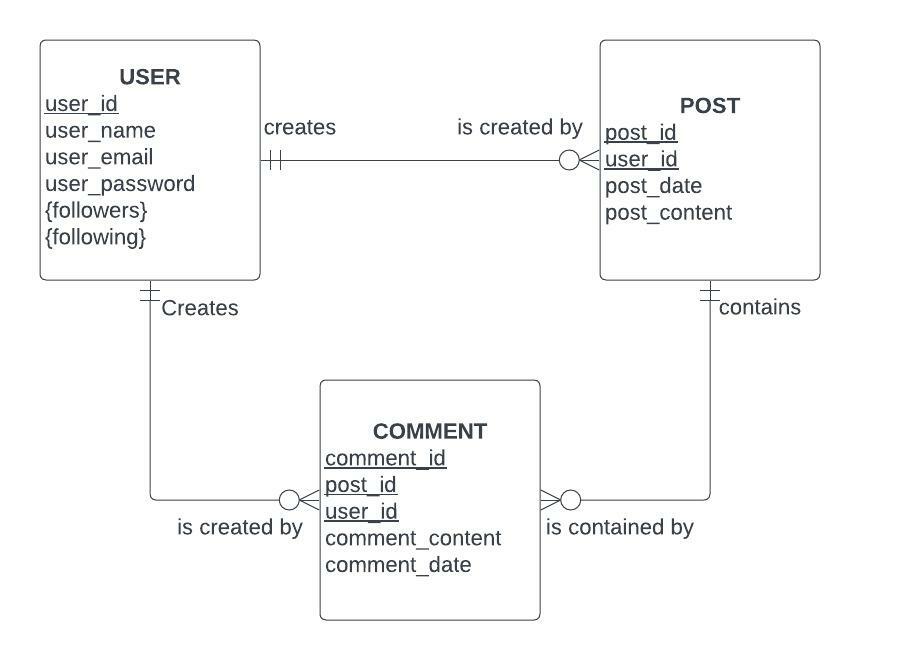 USER
user_id
user_name
user_email
user_password
{followers}
{following}
creates
is created by
POST
post_id
user_id
post_date
post_content
Creates
contains
COMMENT
comment_id
post_id
user_id
comment_content
comment_date
is created by
is contained by